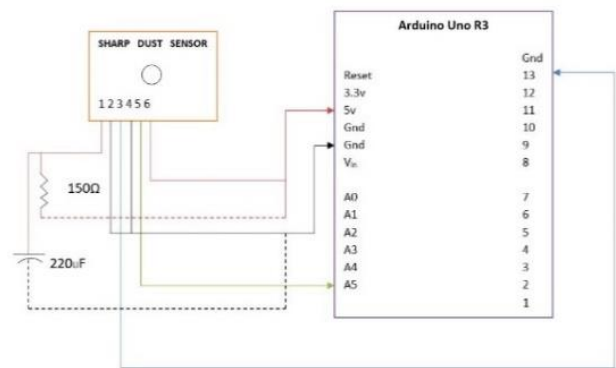 SHARP DUST SENSOR
1 2 3 4 5 6
150Ω
220uF
Arduino Uno R3
Reset
3.3v
5v
Gnd
Gnd
Vin
A0
A1
A2
A3
A4
A5
Gnd
13
12
11
10
9
8
7
6
5
4
3
2
1